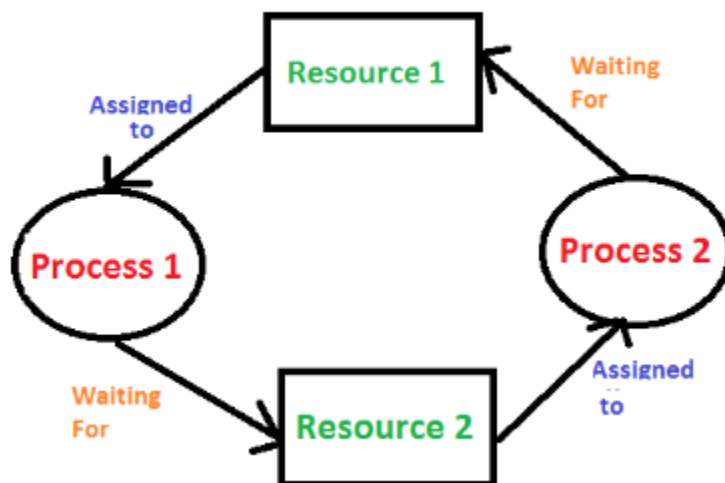 Resource 1
Waiting
For
Assigned
to
Process 1
Process 2
Waiting
For
Resource 2
Assigned
to